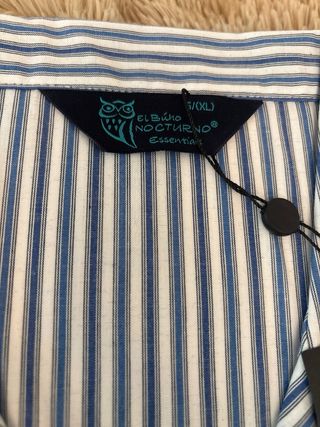 /(XL)
el Búho
NOCTURNO®
Essentials